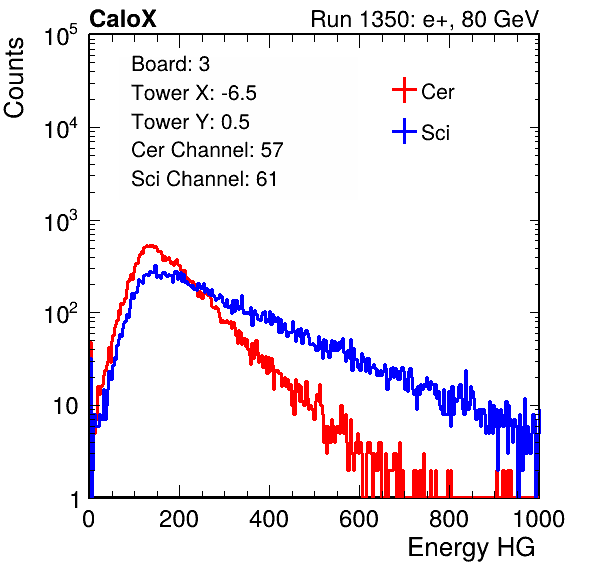 CaloX Run 1350: e+, 80 GeV
Counts
Board: 3
Tower X: -6.5
Tower Y: 0.5
Cer Channel: 57
Sci Channel: 61
Cer
Sci
10^5
10^4
10^3
10^2
10
1
0 200 400 600 800 1000
Energy HG